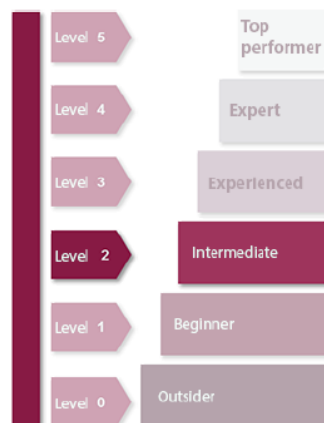 Level 5
Top
performer
Level 4
Expert
Level 3
Experienced
Level 2
Intermediate
Level 1
Beginner
Level 0
Outsider